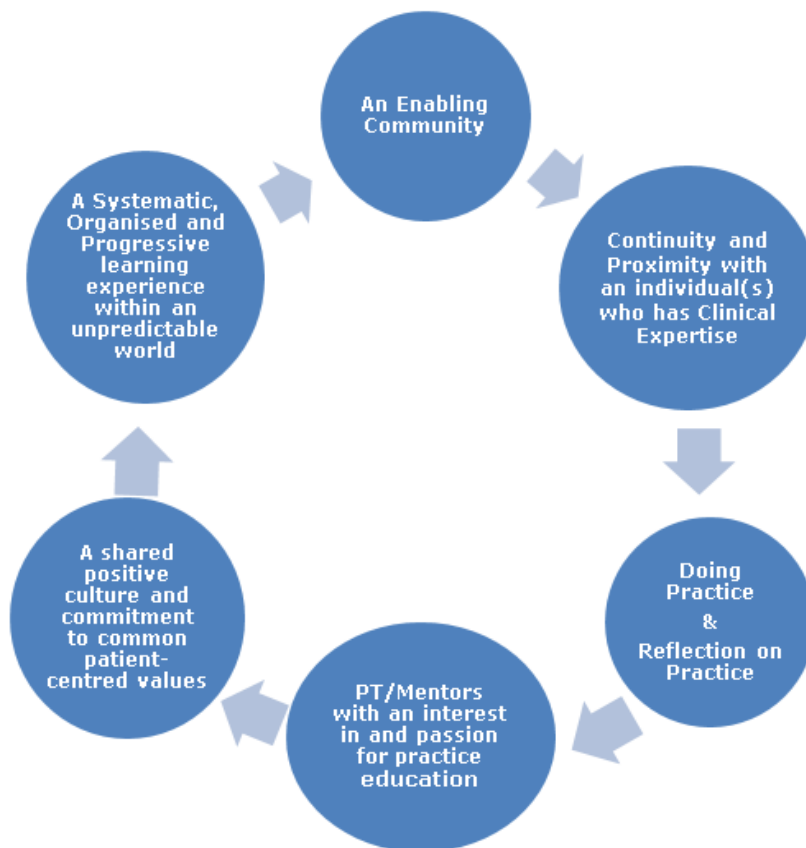 An Enabling
Community
Continuity and
Proximity with
an individual(s)
who has Clinical
Expertise
Doing
Practice
&
Reflection on
Practice
PT/Mentors
with an interest
in and passion
for practice
education
A shared
positive
culture and
commitment
to common
patient-
centred values
A Systematic,
Organised and
Progressive
learning
experience
within an
unpredictable
world